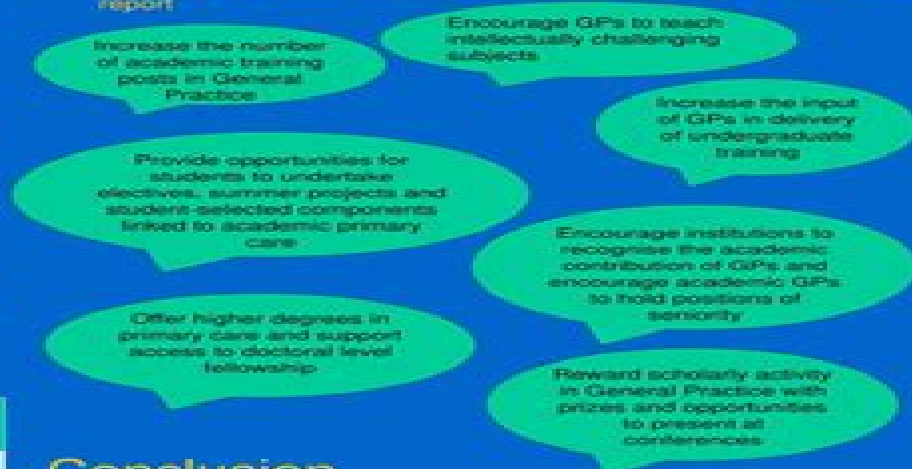 report
Increase the number
of academic training
posts in General
Practice
Encourage GPs to teach
intellectually challenging
subjects
Increase the input
of GPs in delivery
of undergraduate
training
Provide opportunities for
students to undertake
electives, summer projects and
student-selected components
linked to academic primary
care
Encourage institutions to
recognise the academic
contribution of GPs and
encourage academic GPs
to hold positions of
seniority
Offer higher degrees in
primary care and support
access to doctoral level
fellowship
Reward scholarly activity
in General Practice with
prizes and opportunities
to present at
conferences
Conclusion